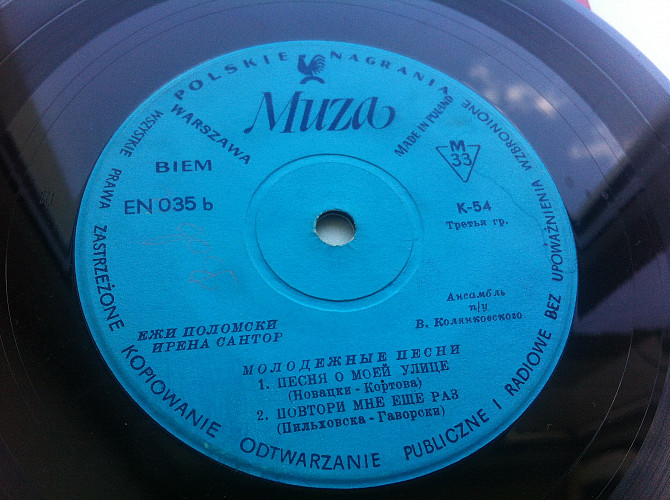 POLSKIE NAGRANIA
WARSZAWA
Muza
MADE IN POLAND
BIEM
M
33
EN 035 b
K-54
Третья гр.
Ансамбль
п/у
В. Колянковского
ЕЖИ ПОЛОМСКИ
ИРЕНА САНТОР
МОЛОДЕЖНЫЕ ПЕСНИ
1. ПЕСНЯ О МОЕЙ УЛИЦЕ
(Новацки - Кортова)
2. ПОВТОРИ МНЕ ЕЩЕ РАЗ
(Пильховска - Гаворски)
WSZYSTKIE PRAWA ZASTRZEŻONE KOPIOWANIE ODTWARZANIE PUBLICZNE I RADIOWE BEZ UPOWAŻNIENIA WZBRONIONE